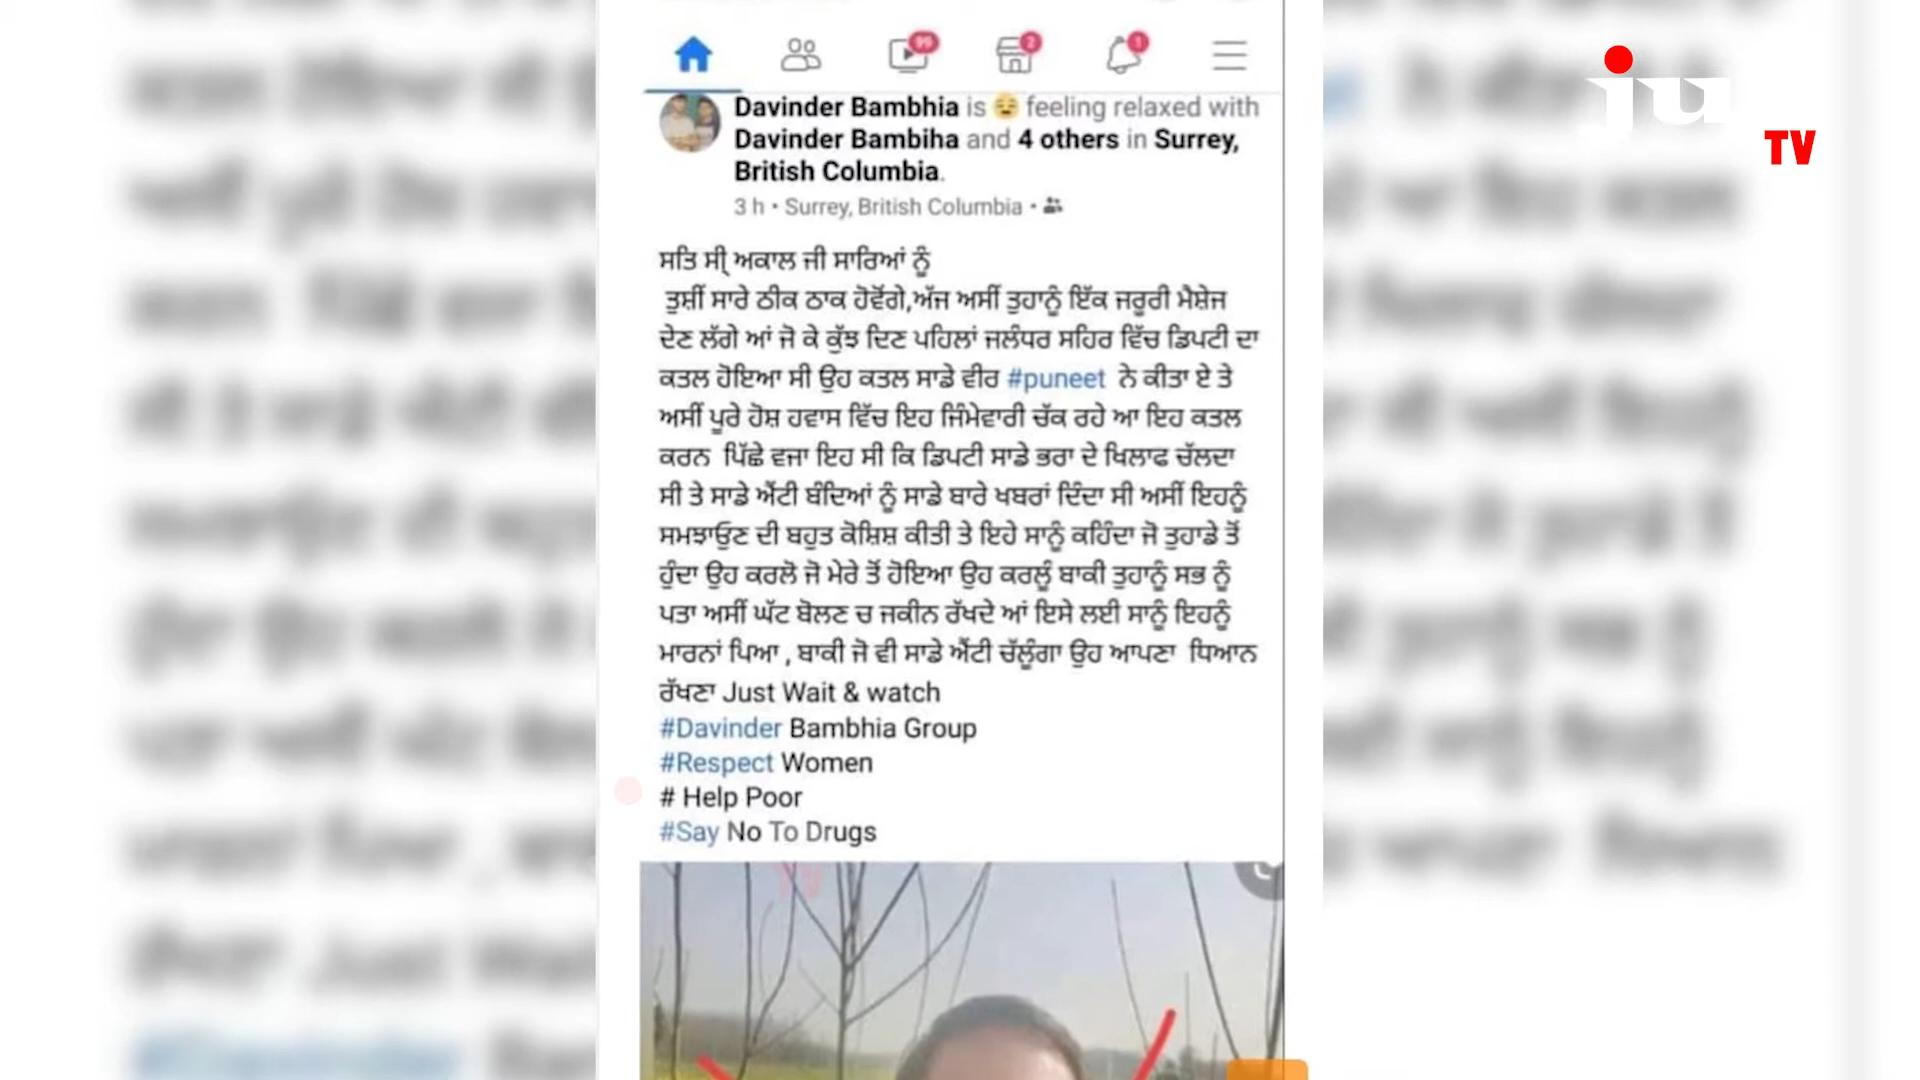 99
2
1
Davinder Bambhia is 😌 feeling relaxed with
Davinder Bambiha and 4 others in Surrey,
British Columbia.
3 h • Surrey, British Columbia •
ਸਤਿ ਸੀ੍ ਅਕਾਲ ਜੀ ਸਾਰਿਆਂ ਨੂੰ
ਤੁਸ਼ੀਂ ਸਾਰੇ ਠੀਕ ਠਾਕ ਹੋਵੋਂਗੇ,ਅੱਜ ਅਸੀਂ ਤੁਹਾਨੂੰ ਇੱਕ ਜਰੂਰੀ ਮੈਸ਼ੇਜ
ਦੇਣ ਲੱਗੇ ਆਂ ਜੋ ਕੇ ਕੁੱਝ ਦਿਣ ਪਹਿਲਾਂ ਜਲੰਧਰ ਸਹਿਰ ਵਿੱਚ ਡਿਪਟੀ ਦਾ
ਕਤਲ ਹੋਇਆ ਸੀ ਉਹ ਕਤਲ ਸਾਡੇ ਵੀਰ #puneet ਨੇ ਕੀਤਾ ਏ ਤੇ
ਅਸੀਂ ਪੂਰੇ ਹੋਸ਼ ਹਵਾਸ ਵਿੱਚ ਇਹ ਜਿੰਮੇਵਾਰੀ ਚੱਕ ਰਹੇ ਆ ਇਹ ਕਤਲ
ਕਰਨ ਪਿੱਛੇ ਵਜਾ ਇਹ ਸੀ ਕਿ ਡਿਪਟੀ ਸਾਡੇ ਭਰਾ ਦੇ ਖਿਲਾਫ ਚੱਲਦਾ
ਸੀ ਤੇ ਸਾਡੇ ਐਂਟੀ ਬੰਦਿਆਂ ਨੂੰ ਸਾਡੇ ਬਾਰੇ ਖਬਰਾਂ ਦਿੰਦਾ ਸੀ ਅਸੀਂ ਇਹਨੂੰ
ਸਮਝਾਓੁਣ ਦੀ ਬਹੁਤ ਕੋਸ਼ਿਸ਼ ਕੀਤੀ ਤੇ ਇਹੇ ਸਾਨੂੰ ਕਹਿੰਦਾ ਜੋ ਤੁਹਾਡੇ ਤੋਂ
ਹੁੰਦਾ ਉਹ ਕਰਲੋ ਜੋ ਮੇਰੇ ਤੋਂ ਹੋਇਆ ਉਹ ਕਰਲੂੰ ਬਾਕੀ ਤੁਹਾਨੂੰ ਸਭ ਨੂੰ
ਪਤਾ ਅਸੀਂ ਘੱਟ ਬੋਲਣ ਚ ਜਕੀਨ ਰੱਖਦੇ ਆਂ ਇਸੇ ਲਈ ਸਾਨੂੰ ਇਹਨੂੰ
ਮਾਰਨਾਂ ਪਿਆ , ਬਾਕੀ ਜੋ ਵੀ ਸਾਡੇ ਐਂਟੀ ਚੱਲੂੰਗਾ ਉਹ ਆਪਣਾ ਧਿਆਨ
ਰੱਖਣਾ Just Wait & watch
#Davinder Bambhia Group
#Respect Women
# Help Poor
#Say No To Drugs
ju
TV